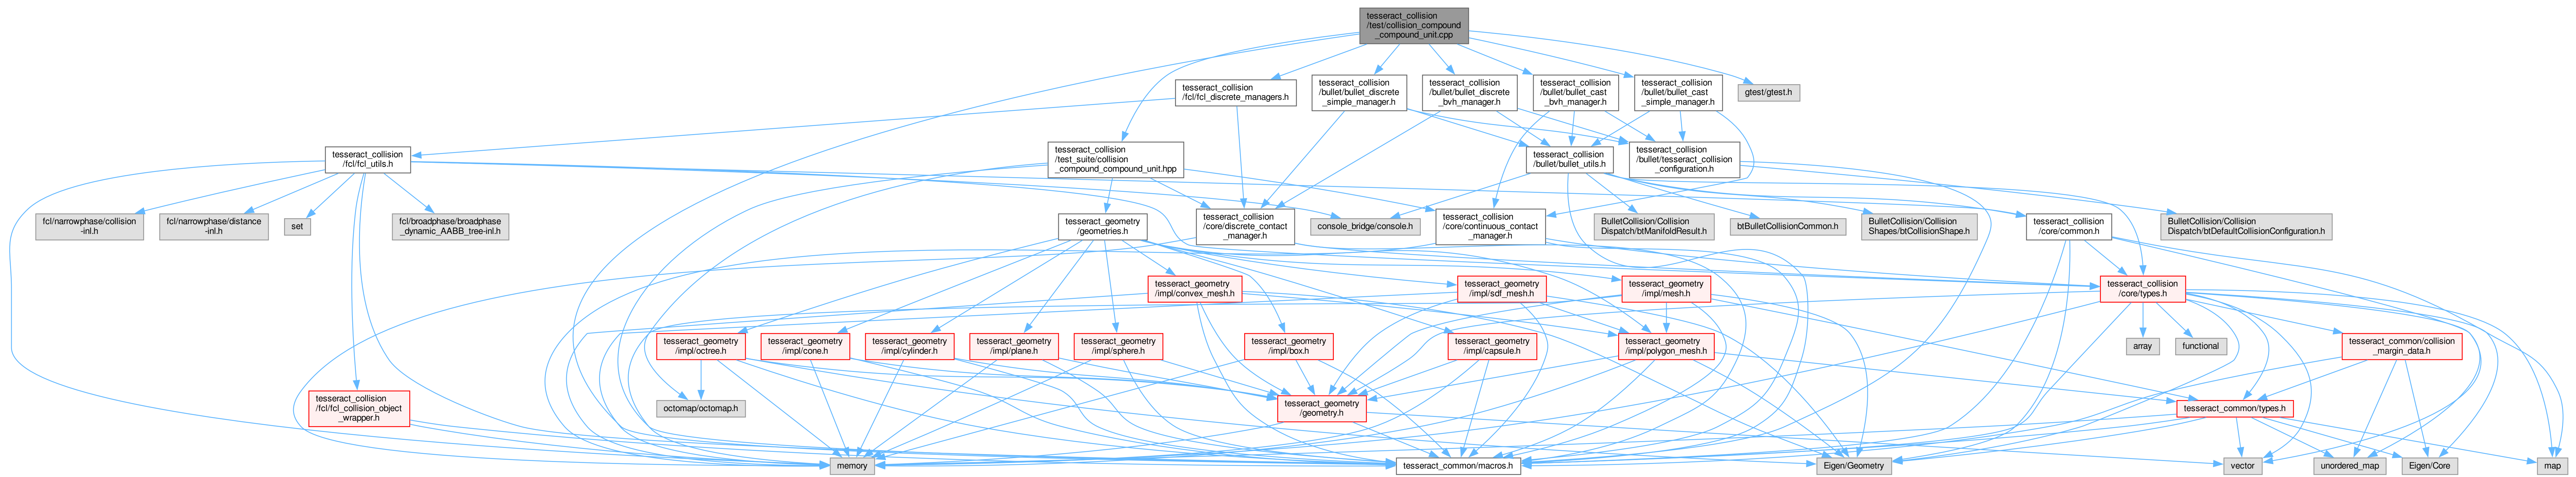 tesseract_collision
/test/collision_compound
_compound_unit.cpp
tesseract_collision
/fcl/fcl_discrete_managers.h
tesseract_collision
/bullet/bullet_discrete
_simple_manager.h
tesseract_collision
/bullet/bullet_discrete
_bvh_manager.h
tesseract_collision
/bullet/bullet_cast
_bvh_manager.h
tesseract_collision
/bullet/bullet_cast
_simple_manager.h
gtest/gtest.h
tesseract_collision
/fcl/fcl_utils.h
tesseract_collision
/test_suite/collision
_compound_compound_unit.hpp
tesseract_collision
/bullet/bullet_utils.h
tesseract_collision
/bullet/tesseract_collision
_configuration.h
fcl/narrowphase/collision
-inl.h
fcl/narrowphase/distance
-inl.h
set
fcl/broadphase/broadphase
_dynamic_AABB_tree-inl.h
tesseract_geometry
/geometries.h
tesseract_collision
/core/discrete_contact
_manager.h
console_bridge/console.h
tesseract_collision
/core/continuous_contact
_manager.h
BulletCollision/Collision
Dispatch/btManifoldResult.h
btBulletCollisionCommon.h
BulletCollision/Collision
Shapes/btCollisionShape.h
tesseract_collision
/core/common.h
BulletCollision/Collision
Dispatch/btDefaultCollisionConfiguration.h
tesseract_geometry
/impl/convex_mesh.h
tesseract_geometry
/impl/sdf_mesh.h
tesseract_geometry
/impl/mesh.h
tesseract_collision
/core/types.h
tesseract_geometry
/impl/octree.h
tesseract_geometry
/impl/cone.h
tesseract_geometry
/impl/cylinder.h
tesseract_geometry
/impl/plane.h
tesseract_geometry
/impl/sphere.h
tesseract_geometry
/impl/box.h
tesseract_geometry
/impl/capsule.h
tesseract_geometry
/impl/polygon_mesh.h
array
functional
tesseract_common/collision
_margin_data.h
tesseract_collision
/fcl/fcl_collision_object
_wrapper.h
octomap/octomap.h
tesseract_geometry
/geometry.h
tesseract_common/types.h
memory
tesseract_common/macros.h
Eigen/Geometry
vector
unordered_map
Eigen/Core
map